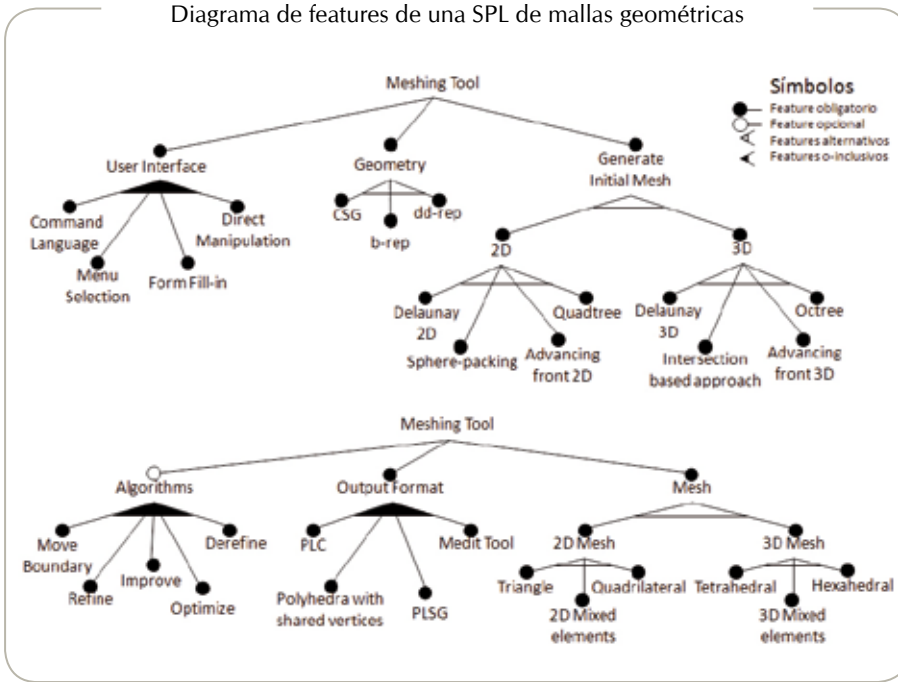 Diagrama de features de una SPL de mallas geométricas
Meshing Tool
Símbolos
Feature obligatorio
Feature opcional
Features alternativos
Features o-inclusivos
User Interface
Geometry
Generate
Initial Mesh
Command
Language
Menu
Selection
Form Fill-in
Direct
Manipulation
CSG
b-rep
dd-rep
2D
3D
Delaunay
2D
Sphere-packing
Advancing
front 2D
Quadtree
Delaunay
3D
Intersection
based approach
Advancing
front 3D
Octree
Meshing Tool
Algorithms
Output Format
Mesh
Move
Boundary
Refine
Improve
Optimize
Derefine
PLC
Polyhedra with
shared vertices
PLSG
Medit Tool
2D Mesh
3D Mesh
Triangle
2D Mixed
elements
Quadrilateral
Tetrahedral
3D Mixed
elements
Hexahedral